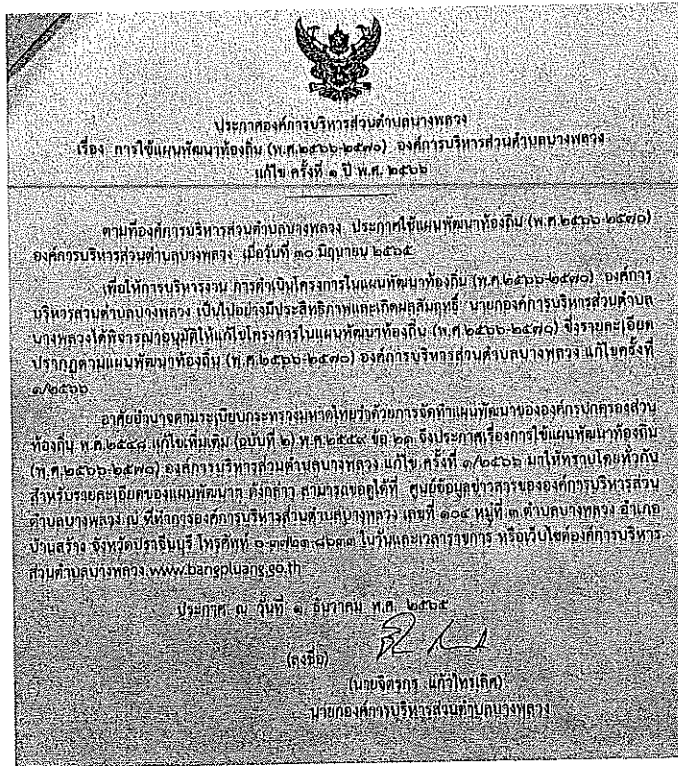 ประกาศองค์การบริหารส่วนตำบลบางพลวง
เรื่อง การใช้แผนพัฒนาท้องถิ่น (พ.ศ.๒๕๖๖-๒๕๗๐) องค์การบริหารส่วนตำบลบางพลวง
แก้ไข ครั้งที่ ๑ ปี พ.ศ. ๒๕๖๖
ตามที่องค์การบริหารส่วนตำบลบางพลวง ประกาศใช้แผนพัฒนาท้องถิ่น (พ.ศ.๒๕๖๖-๒๕๗๐)
องค์การบริหารส่วนตำบลบางพลวง เมื่อวันที่ ๓๐ มิถุนายน ๒๕๖๕
เพื่อให้การบริหารงาน การดำเนินโครงการในแผนพัฒนาท้องถิ่น (พ.ศ.๒๕๖๖-๒๕๗๐) องค์การ
บริหารส่วนตำบลบางพลวง เป็นไปอย่างมีประสิทธิภาพและเกิดผลสัมฤทธิ์ นายกองค์การบริหารส่วนตำบล
บางพลวงได้พิจารณาอนุมัติให้แก้ไขโครงการในแผนพัฒนาท้องถิ่น (พ.ศ.๒๕๖๖-๒๕๗๐) ซึ่งรายละเอียด
ปรากฏตามแผนพัฒนาท้องถิ่น (พ.ศ.๒๕๖๖-๒๕๗๐) องค์การบริหารส่วนตำบลบางพลวง แก้ไขครั้งที่
๑/๒๕๖๖
อาศัยอำนาจตามระเบียบกระทรวงมหาดไทยว่าด้วยการจัดทำแผนพัฒนาขององค์กรปกครองส่วน
ท้องถิ่น พ.ศ.๒๕๔๘ แก้ไขเพิ่มเติม (ฉบับที่ ๒) พ.ศ.๒๕๕๙ ข้อ ๒๑ จึงประกาศเรื่องการใช้แผนพัฒนาท้องถิ่น
(พ.ศ.๒๕๖๖-๒๕๗๐) องค์การบริหารส่วนตำบลบางพลวง แก้ไข ครั้งที่ ๑/๒๕๖๖ มาให้ทราบโดยทั่วกัน
สำหรับรายละเอียดของแผนพัฒนาฯ ดังกล่าว สามารถขอดูได้ที่ ศูนย์ข้อมูลข่าวสารขององค์การบริหารส่วน
ตำบลบางพลวง ณ ที่ทำการองค์การบริหารส่วนตำบลบางพลวง เลขที่ ๑๐๔ หมู่ที่ ๓ ตำบลบางพลวง อำเภอ
บ้านสร้าง จังหวัดปราจีนบุรี โทรศัพท์ ในวันและเวลาราชการ หรือเว็บไซต์องค์การบริหาร
ส่วนตำบลบางพลวง www.bangpluang.go.th
ประกาศ ณ วันที่ ๑ ธันวาคม พ.ศ. ๒๕๖๕
(ลงชื่อ)
(นายจิตรกร แก้วไทรเลิศ)
นายกองค์การบริหารส่วนตำบลบางพลวง